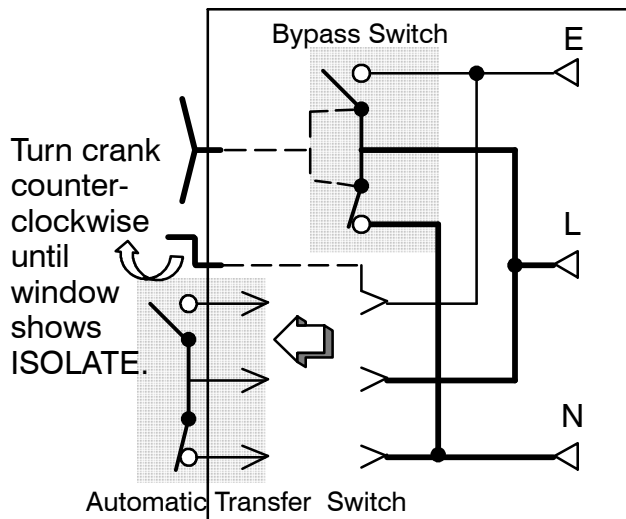 Bypass Switch
E
Turn crank
counter-
clockwise
until
window
shows
ISOLATE.
L
N
Automatic Transfer Switch